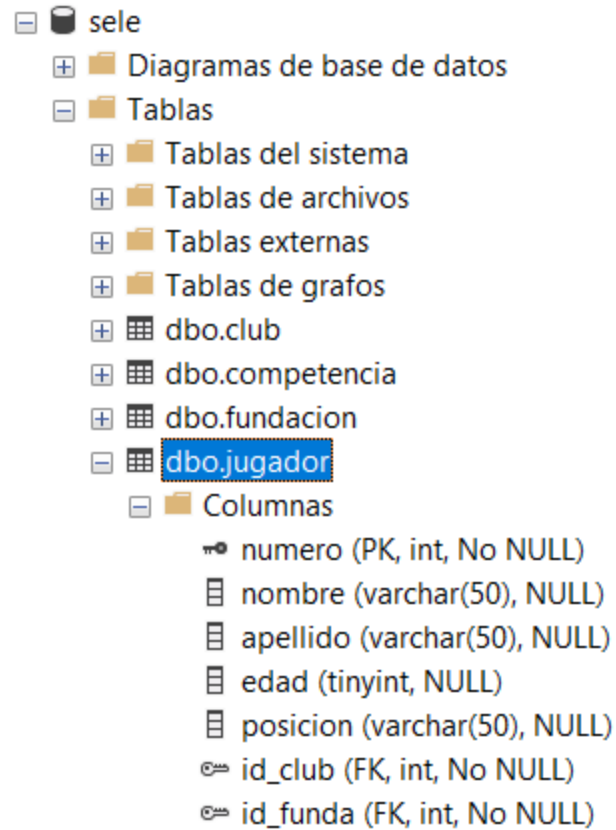 sele
Diagramas de base de datos
Tablas
Tablas del sistema
Tablas de archivos
Tablas externas
Tablas de grafos
dbo.club
dbo.competencia
dbo.fundacion
dbo.jugador
Columnas
numero (PK, int, No NULL)
nombre (varchar(50), NULL)
apellido (varchar(50), NULL)
edad (tinyint, NULL)
posicion (varchar(50), NULL)
id_club (FK, int, No NULL)
id_funda (FK, int, No NULL)